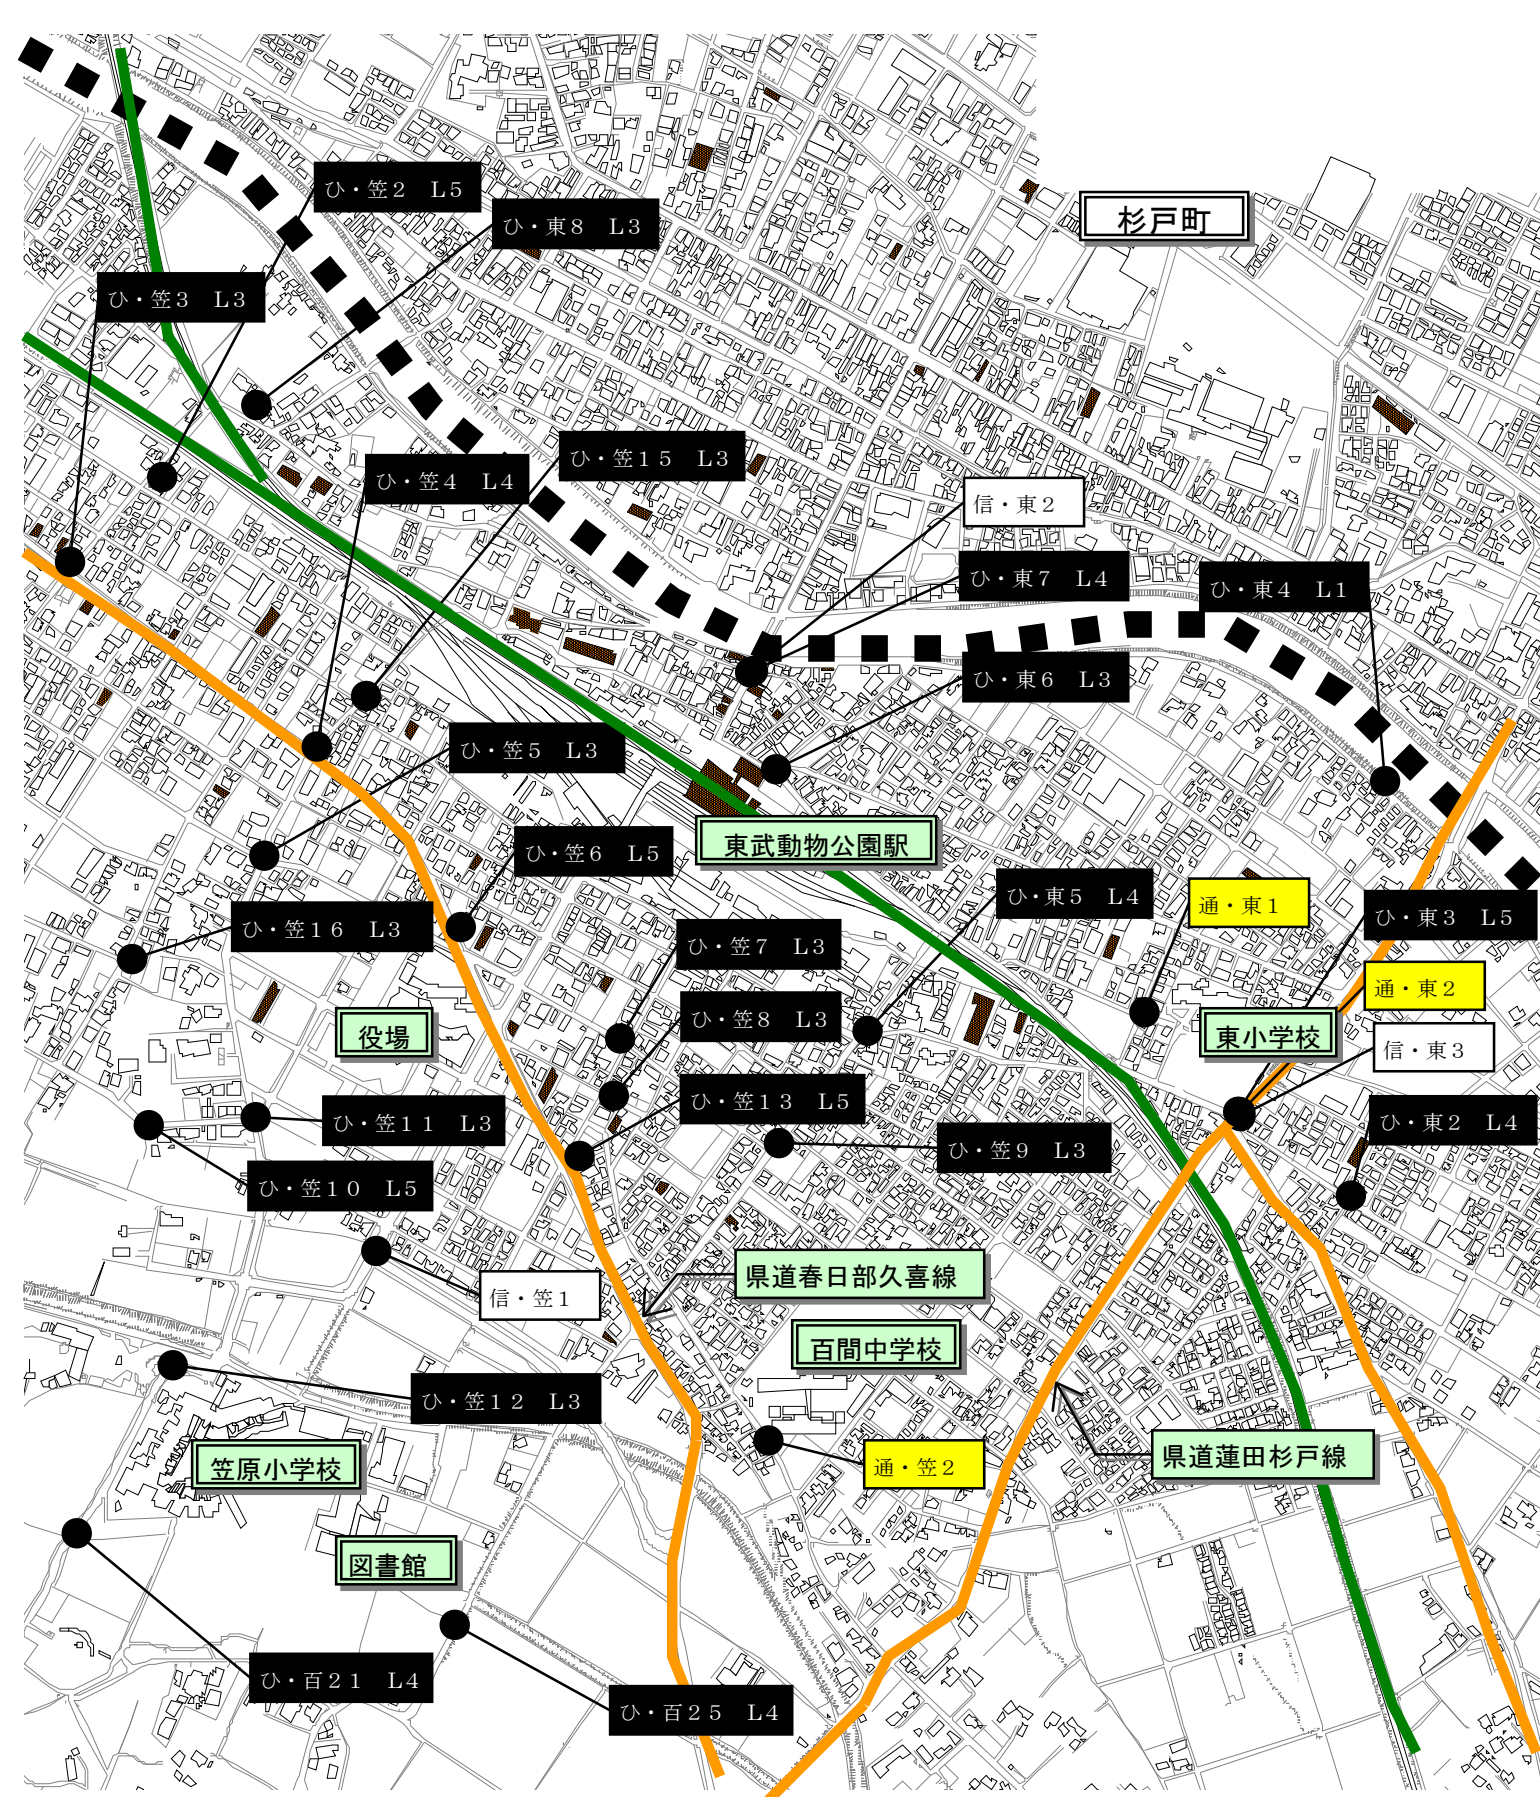 ひ・笠２　L５
杉戸町
ひ・東８　L３
ひ・笠３　L３
ひ・笠１５　L３
ひ・笠４　L４
信・東２
ひ・東７　L４
ひ・東４　L１
ひ・東６　L３
ひ・笠５　L３
東武動物公園駅
ひ・笠６　L５
ひ・東５　L４
通・東１
ひ・東３　L５
ひ・笠１６　L３
ひ・笠７　L３
通・東２
ひ・笠８　L３
役場
東小学校
信・東３
ひ・笠１３　L５
ひ・笠１１　L３
ひ・東２　L４
ひ・笠９　L３
ひ・笠１０　L５
県道春日部久喜線
信・笠１
百間中学校
ひ・笠１２　L３
県道蓮田杉戸線
笠原小学校
通・笠２
図書館
ひ・百２１　L４
ひ・百２５　L４